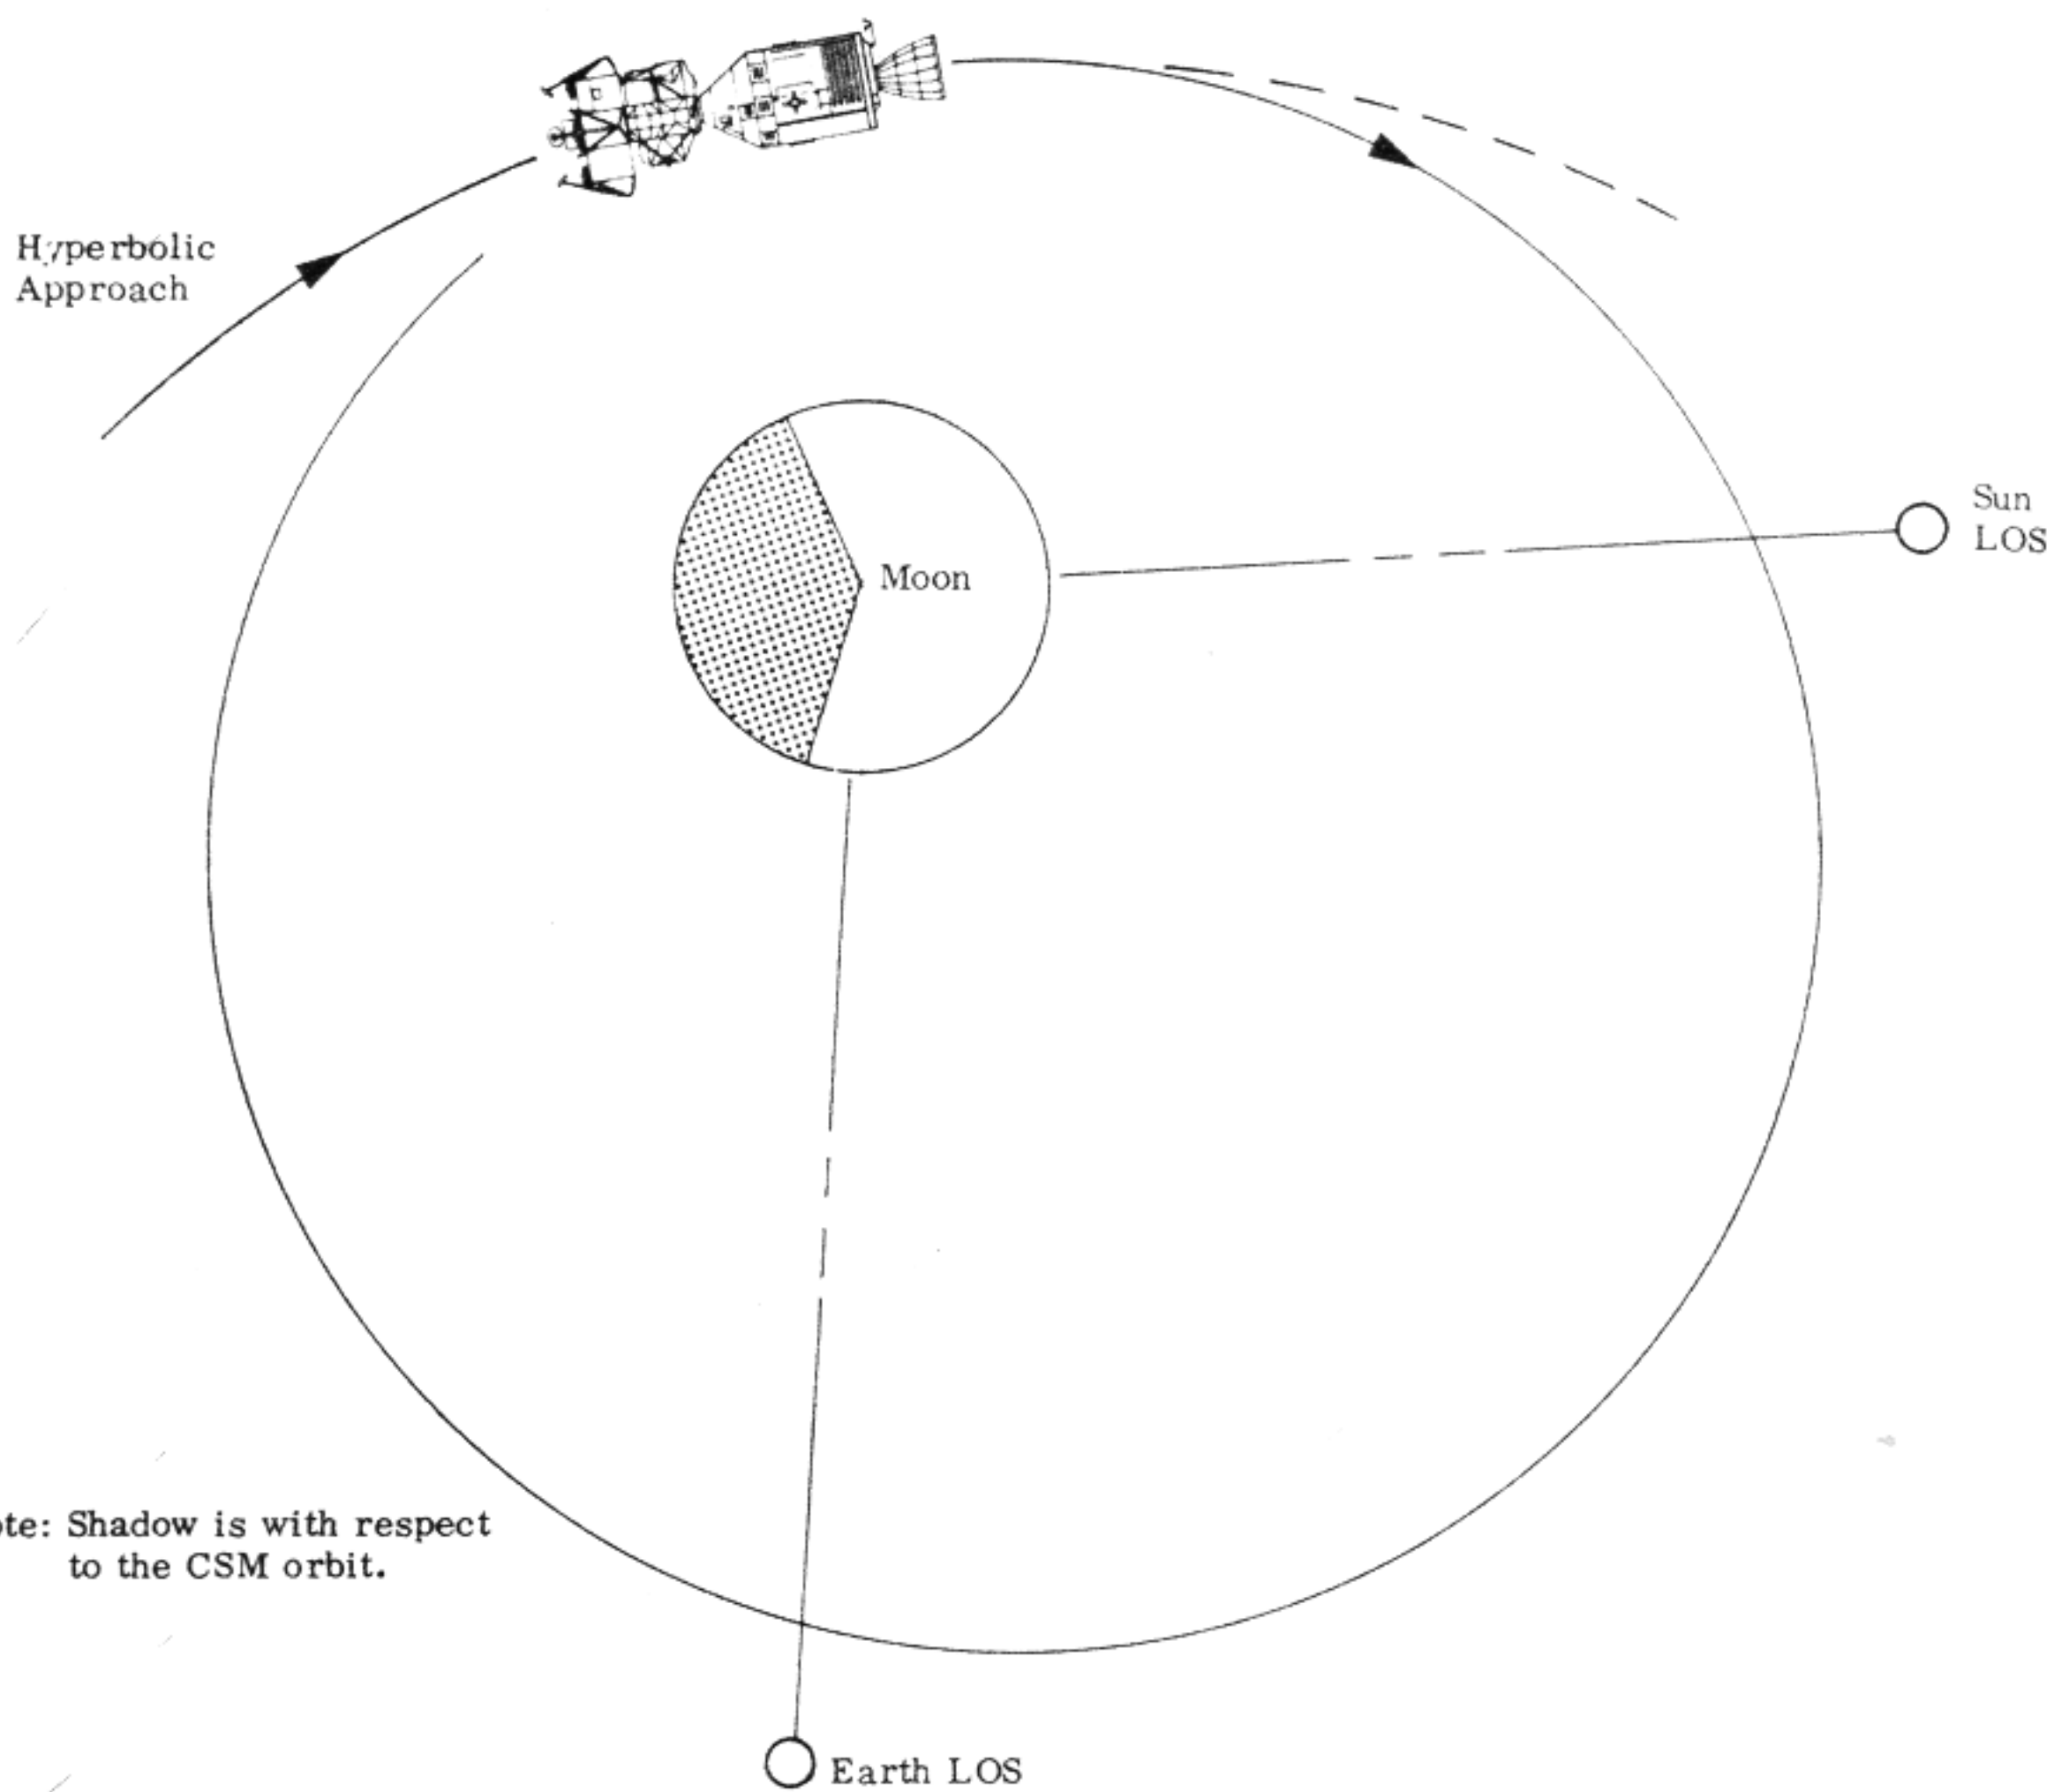 Hyperbolic
Approach
Sun
LOS
Moon
te: Shadow is with respect
to the CSM orbit.
Earth LOS